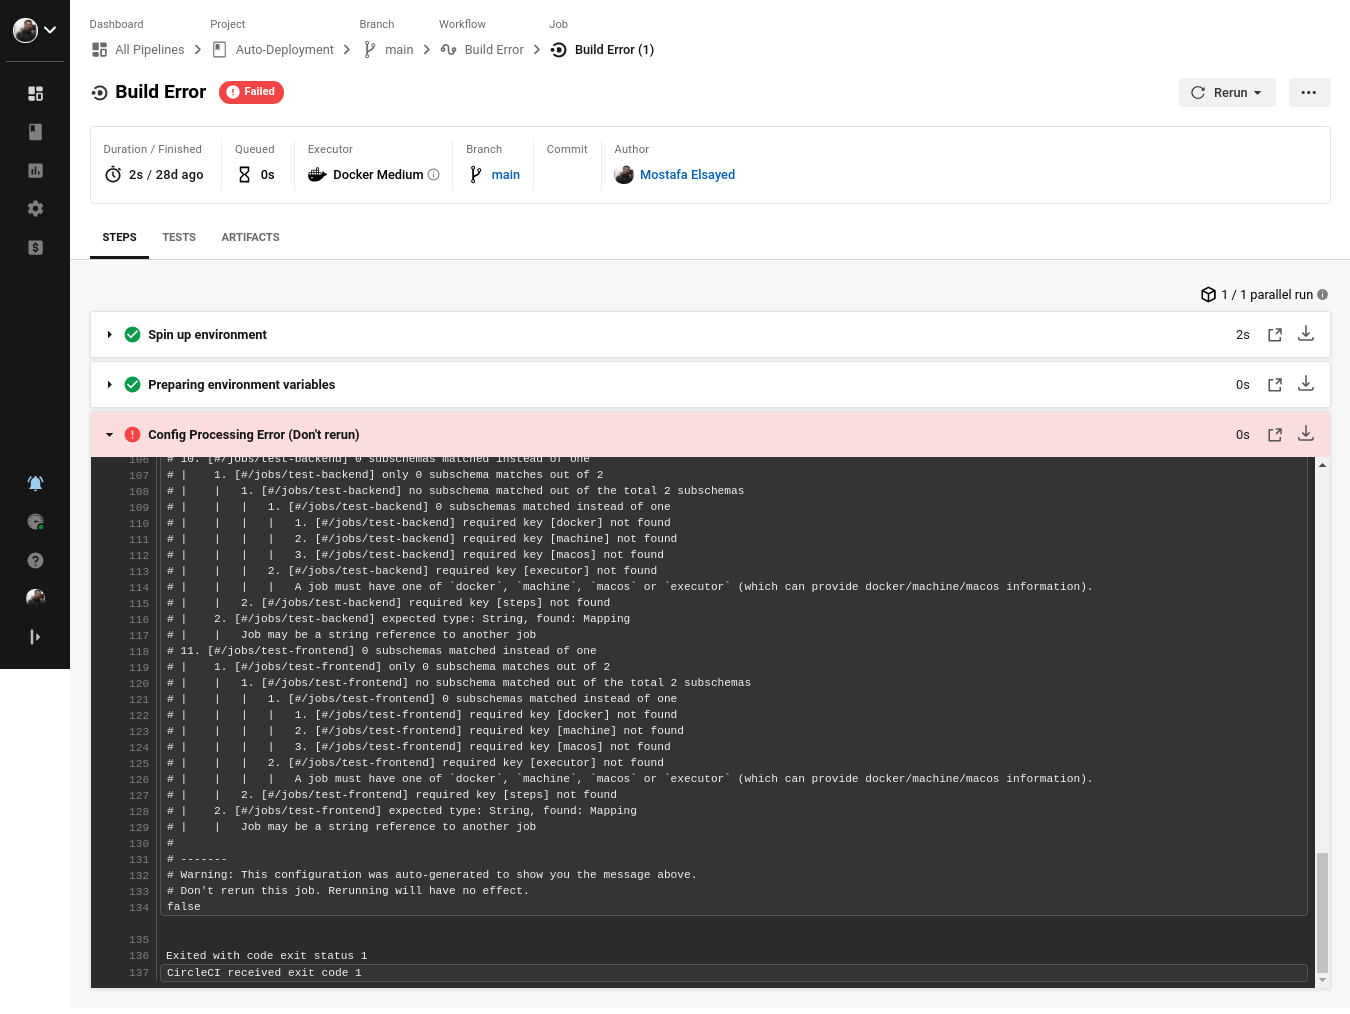 Dashboard Project Branch Workflow Job
All Pipelines Auto-Deployment main Build Error Build Error (1)
Build Error Failed Rerun
Duration / Finished Queued Executor Branch Commit Author
2s / 28d ago 0s Docker Medium main Mostafa Elsayed
STEPS TESTS ARTIFACTS
1 / 1 parallel run
Spin up environment 2s
Preparing environment variables 0s
Config Processing Error (Don't rerun) 0s
106 # 10. [#/jobs/test-backend] 0 subschemas matched instead of one
107 # |    1. [#/jobs/test-backend] only 0 subschema matches out of 2
108 # |    |   1. [#/jobs/test-backend] no subschema matched out of the total 2 subschemas
109 # |    |   |   1. [#/jobs/test-backend] 0 subschemas matched instead of one
110 # |    |   |   |   1. [#/jobs/test-backend] required key [docker] not found
111 # |    |   |   |   2. [#/jobs/test-backend] required key [machine] not found
112 # |    |   |   |   3. [#/jobs/test-backend] required key [macos] not found
113 # |    |   |   2. [#/jobs/test-backend] required key [executor] not found
114 # |    |   |   |   A job must have one of `docker`, `machine`, `macos` or `executor` (which can provide docker/machine/macos information).
115 # |    |   2. [#/jobs/test-backend] required key [steps] not found
116 # |    2. [#/jobs/test-backend] expected type: String, found: Mapping
117 # |    |   Job may be a string reference to another job
118 # 11. [#/jobs/test-frontend] 0 subschemas matched instead of one
119 # |    1. [#/jobs/test-frontend] only 0 subschema matches out of 2
120 # |    |   1. [#/jobs/test-frontend] no subschema matched out of the total 2 subschemas
121 # |    |   |   1. [#/jobs/test-frontend] 0 subschemas matched instead of one
122 # |    |   |   |   1. [#/jobs/test-frontend] required key [docker] not found
123 # |    |   |   |   2. [#/jobs/test-frontend] required key [machine] not found
124 # |    |   |   |   3. [#/jobs/test-frontend] required key [macos] not found
125 # |    |   |   2. [#/jobs/test-frontend] required key [executor] not found
126 # |    |   |   |   A job must have one of `docker`, `machine`, `macos` or `executor` (which can provide docker/machine/macos information).
127 # |    |   2. [#/jobs/test-frontend] required key [steps] not found
128 # |    2. [#/jobs/test-frontend] expected type: String, found: Mapping
129 # |    |   Job may be a string reference to another job
130 #
131 # -------
132 # Warning: This configuration was auto-generated to show you the message above.
133 # Don't rerun this job. Rerunning will have no effect.
134 false
135
136 Exited with code exit status 1
137 CircleCI received exit code 1